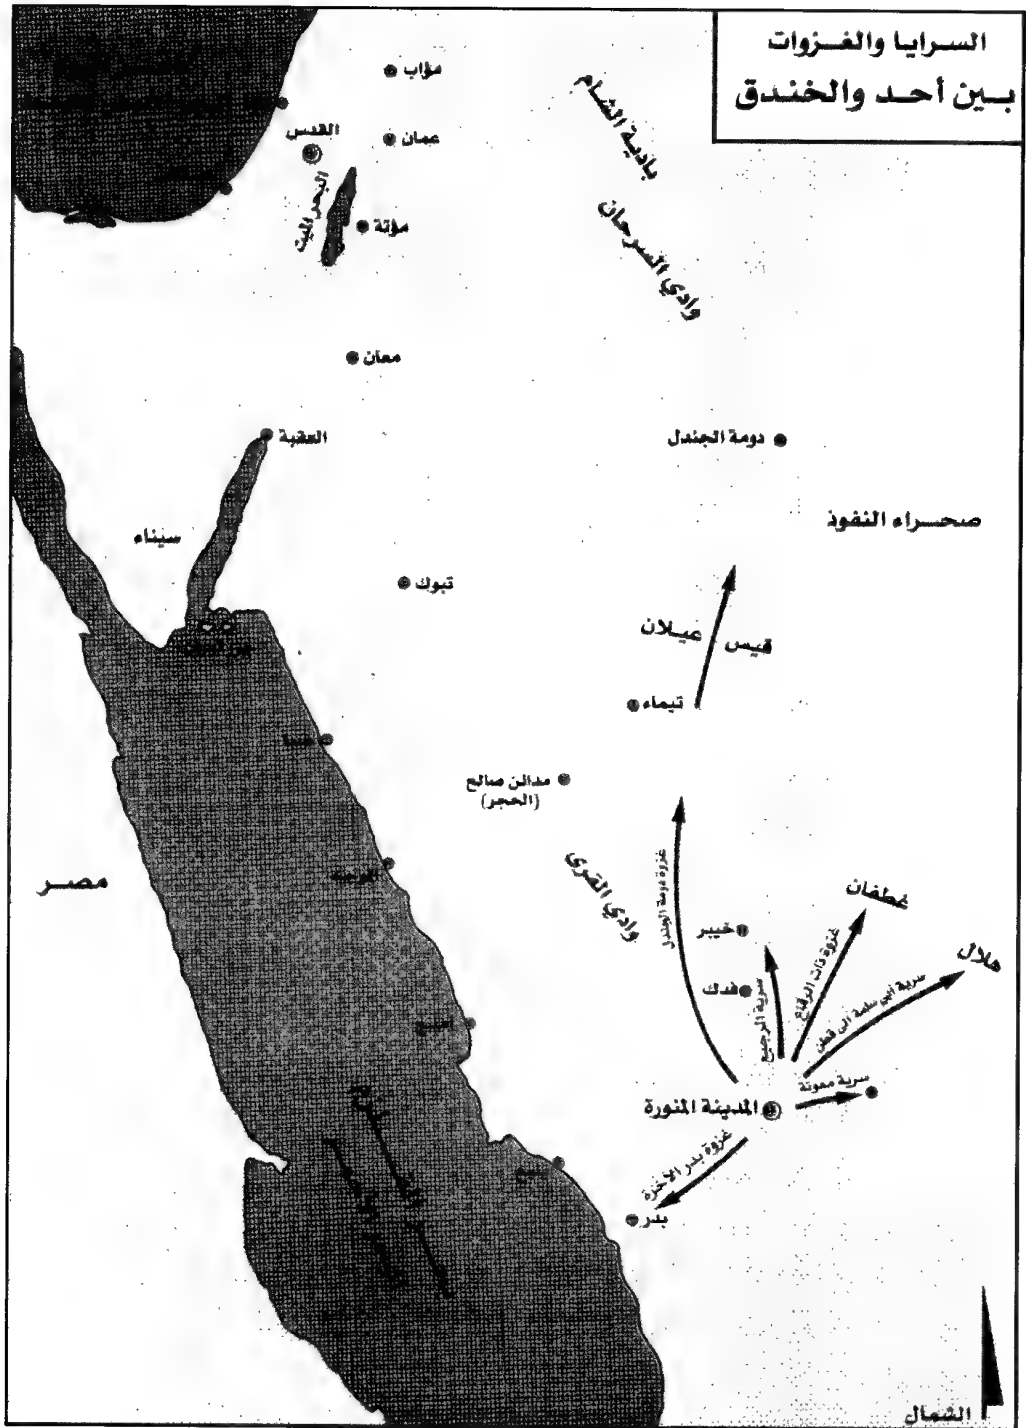 السرايا والغزوات
بين أحد والخندق
مؤاب
القدس
عمان
البحر الميت
مؤتة
بادية الشام
وادي السرحان
معان
العقبة
دومة الجندل
صحراء النفوذ
سيناء
تبوك
قيس عيلان
تيماء
مدائن صالح
(الحجر)
مصر
وادي القرى
غزوة دومة الجندل
خيبر
فدك
سرية الرجيع
غزوة ذات الرقاع
غطفان
سرية أبي سلمة الى قطن
هلال
سرية معونة
المدينة المنورة
غزوة بدر الآخرة
بدر
الشمال